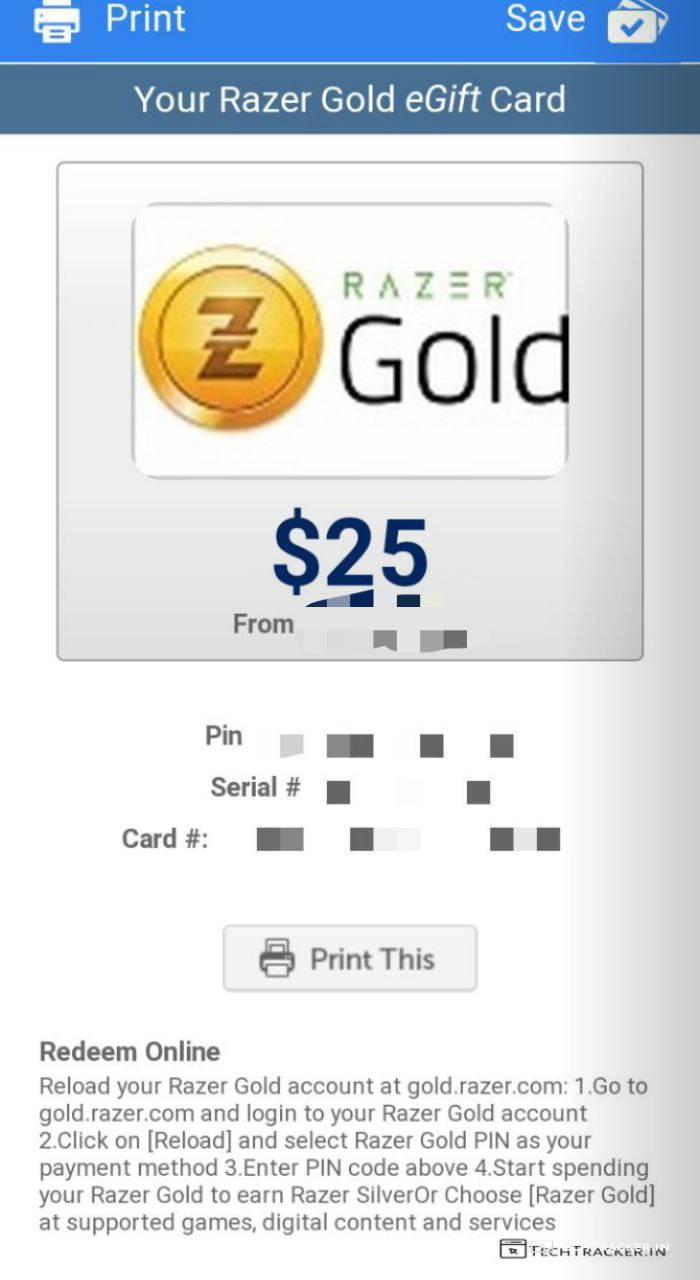 Print Save
Your Razer Gold eGift Card
RAZER
Gold
$25
From
Pin
Serial #
Card #:
Print This
Redeem Online
Reload your Razer Gold account at gold.razer.com: 1.Go to
gold.razer.com and login to your Razer Gold account
2.Click on [Reload] and select Razer Gold PIN as your
payment method 3.Enter PIN code above 4.Start spending
your Razer Gold to earn Razer SilverOr Choose [Razer Gold]
at supported games, digital content and services
TECHTRACKER.IN